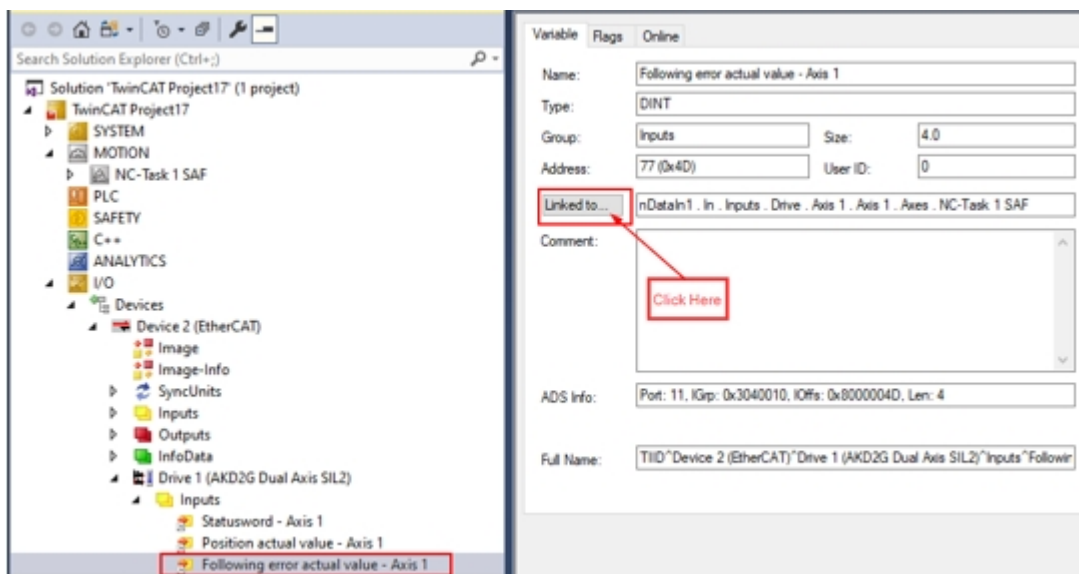 Search Solution Explorer (Ctrl+;)
Solution 'TwinCAT Project17' (1 project)
TwinCAT Project17
SYSTEM
MOTION
NC-Task 1 SAF
PLC
SAFETY
C++
ANALYTICS
I/O
Devices
Device 2 (EtherCAT)
Image
Image-Info
SyncUnits
Inputs
Outputs
InfoData
Drive 1 (AKD2G Dual Axis SIL2)
Inputs
Statusword - Axis 1
Position actual value - Axis 1
Following error actual value - Axis 1
Variable Flags Online
Name: Following error actual value - Axis 1
Type: DINT
Group: Inputs Size: 4.0
Address: 77 (0x4D) User ID: 0
Linked to... nDataIn1 . In . Inputs . Drive . Axis 1 . Axis 1 . Axes . NC-Task 1 SAF
Comment:
Click Here
ADS Info: Port: 11, IGrp: 0x3040010, IOffs: 0x8000004D, Len: 4
Full Name: TIID^Device 2 (EtherCAT)^Drive 1 (AKD2G Dual Axis SIL2)^Inputs^Followin